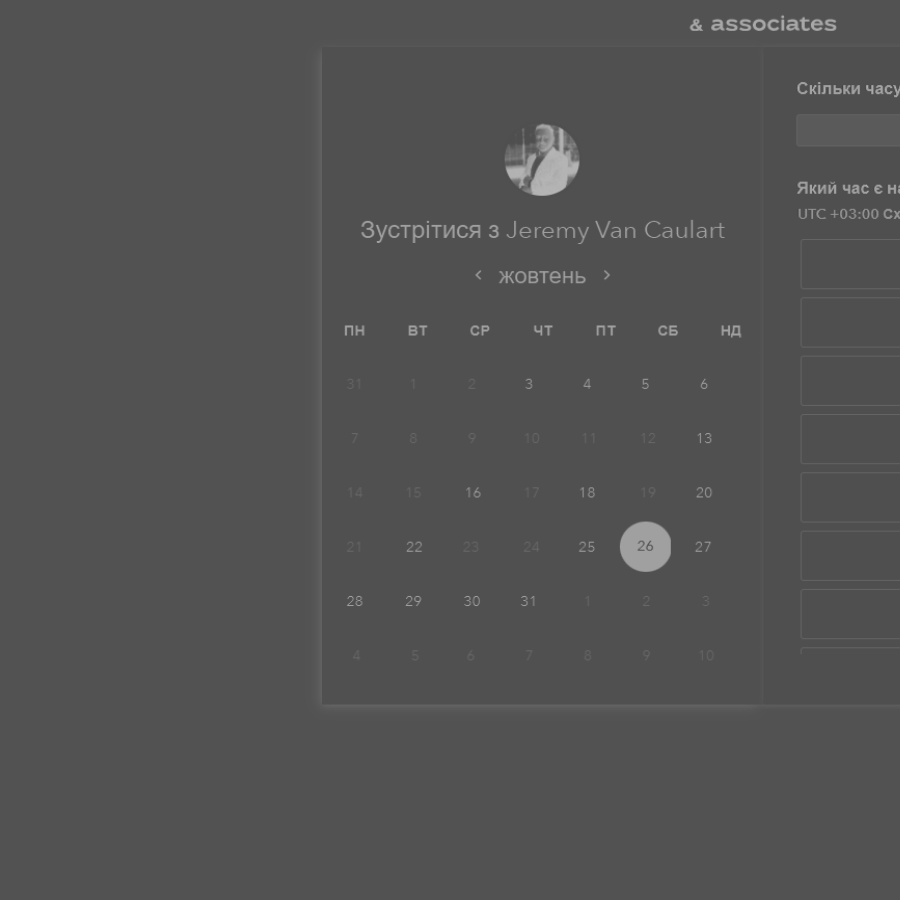 & associates
Зустрітися з Jeremy Van Caulart
< жовтень >
ПН ВТ СР ЧТ ПТ СБ НД
31 1 2 3 4 5 6
7 8 9 10 11 12 13
14 15 16 17 18 19 20
21 22 23 24 25 26 27
28 29 30 31 1 2 3
4 5 6 7 8 9 10
Скільки часу
Який час є на
UTC +03:00 Сх